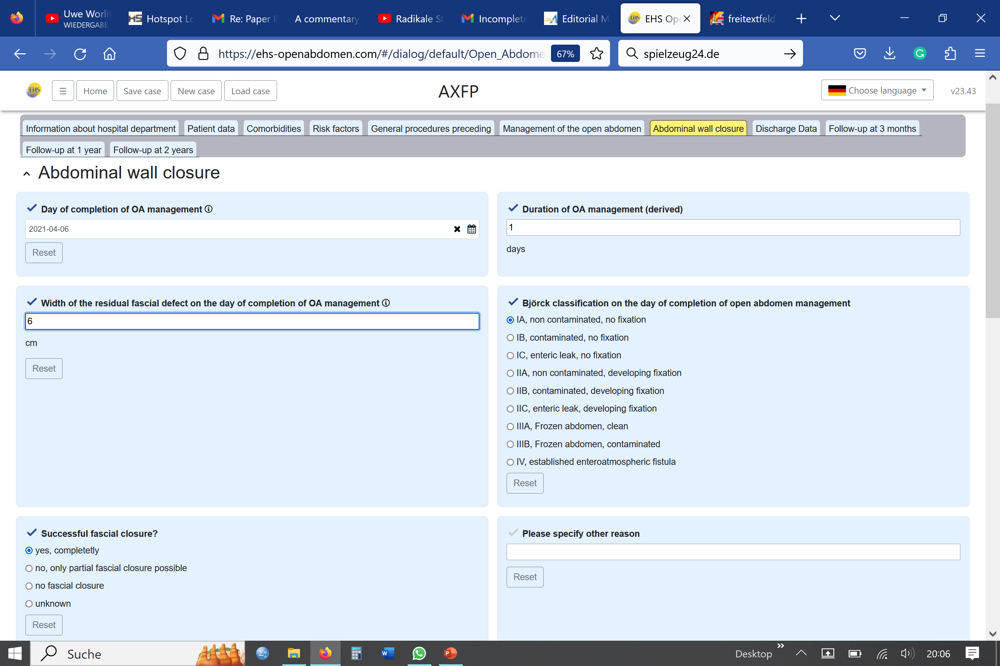 Uwe Worlit
WIEDERGABE
Hotspot Lo
Re: Paper II
A commentary
Radikale St
Incomplete
Editorial M
EHS Ope
freitextfeld
https://ehs-openabdomen.com/#/dialog/default/Open_Abdome
67%
spielzeug24.de
EHS
Home
Save case
New case
Load case
AXFP
Choose language
v23.43
Information about hospital department
Patient data
Comorbidities
Risk factors
General procedures preceding
Management of the open abdomen
Abdominal wall closure
Discharge Data
Follow-up at 3 months
Follow-up at 1 year
Follow-up at 2 years
Abdominal wall closure
Day of completion of OA management
2021-04-06
Reset
Duration of OA management (derived)
1
days
Width of the residual fascial defect on the day of completion of OA management
6
cm
Reset
Björck classification on the day of completion of open abdomen management
IA, non contaminated, no fixation
IB, contaminated, no fixation
IC, enteric leak, no fixation
IIA, non contaminated, developing fixation
IIB, contaminated, developing fixation
IIC, enteric leak, developing fixation
IIIA, Frozen abdomen, clean
IIIB, Frozen abdomen, contaminated
IV, established enteroatmospheric fistula
Reset
Successful fascial closure?
yes, completetly
no, only partial fascial closure possible
no fascial closure
unknown
Reset
Please specify other reason
Reset
Suche
Desktop
20:06